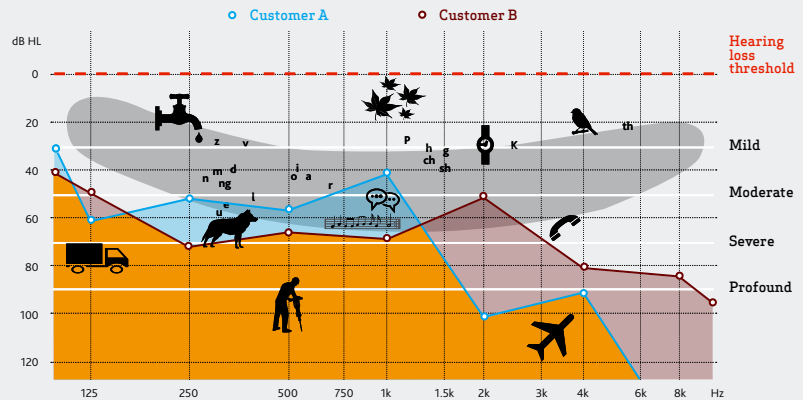 Customer A
Customer B
dB HL
Hearing
loss
threshold
0
20
z
v
P
K
th
h
g
ch
sh
Mild
40
m
d
n
ng
i
o
a
r
l
e
u
Moderate
60
Severe
80
Profound
100
120
125
250
500
750
1k
1.5k
2k
3k
4k
6k
8k
Hz